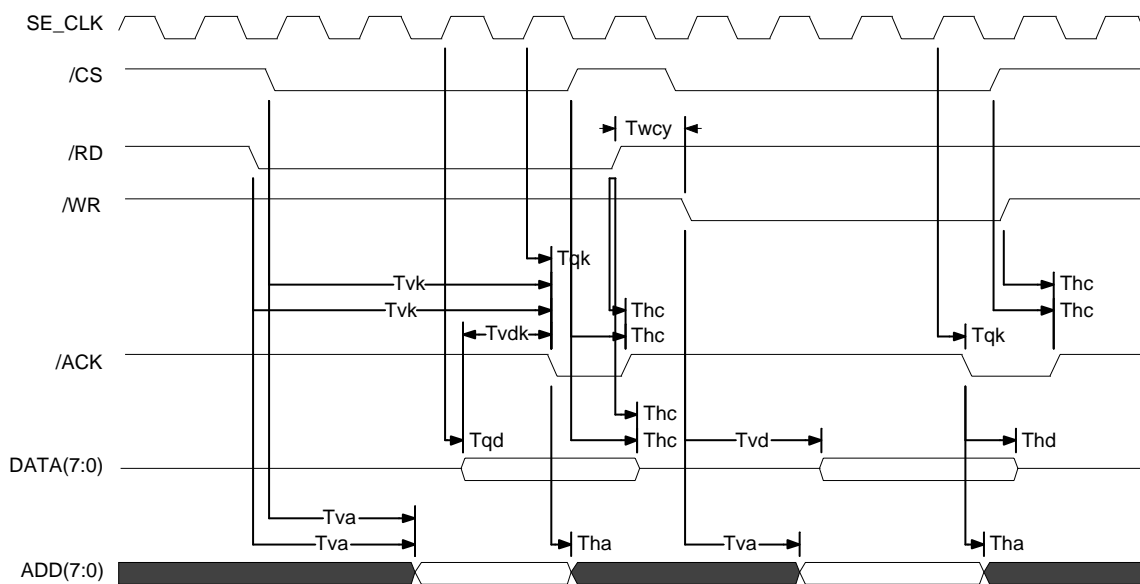 SE_CLK
/CS
Twcy
/RD
/WR
Tqk
Tvk
Thc
Tvk
Thc
Thc
Tvdk
Thc
Tqk
/ACK
Thc
Tqd
Thc
Tvd
Thd
DATA(7:0)
Tva
Tva
Tha
Tva
Tha
ADD(7:0)